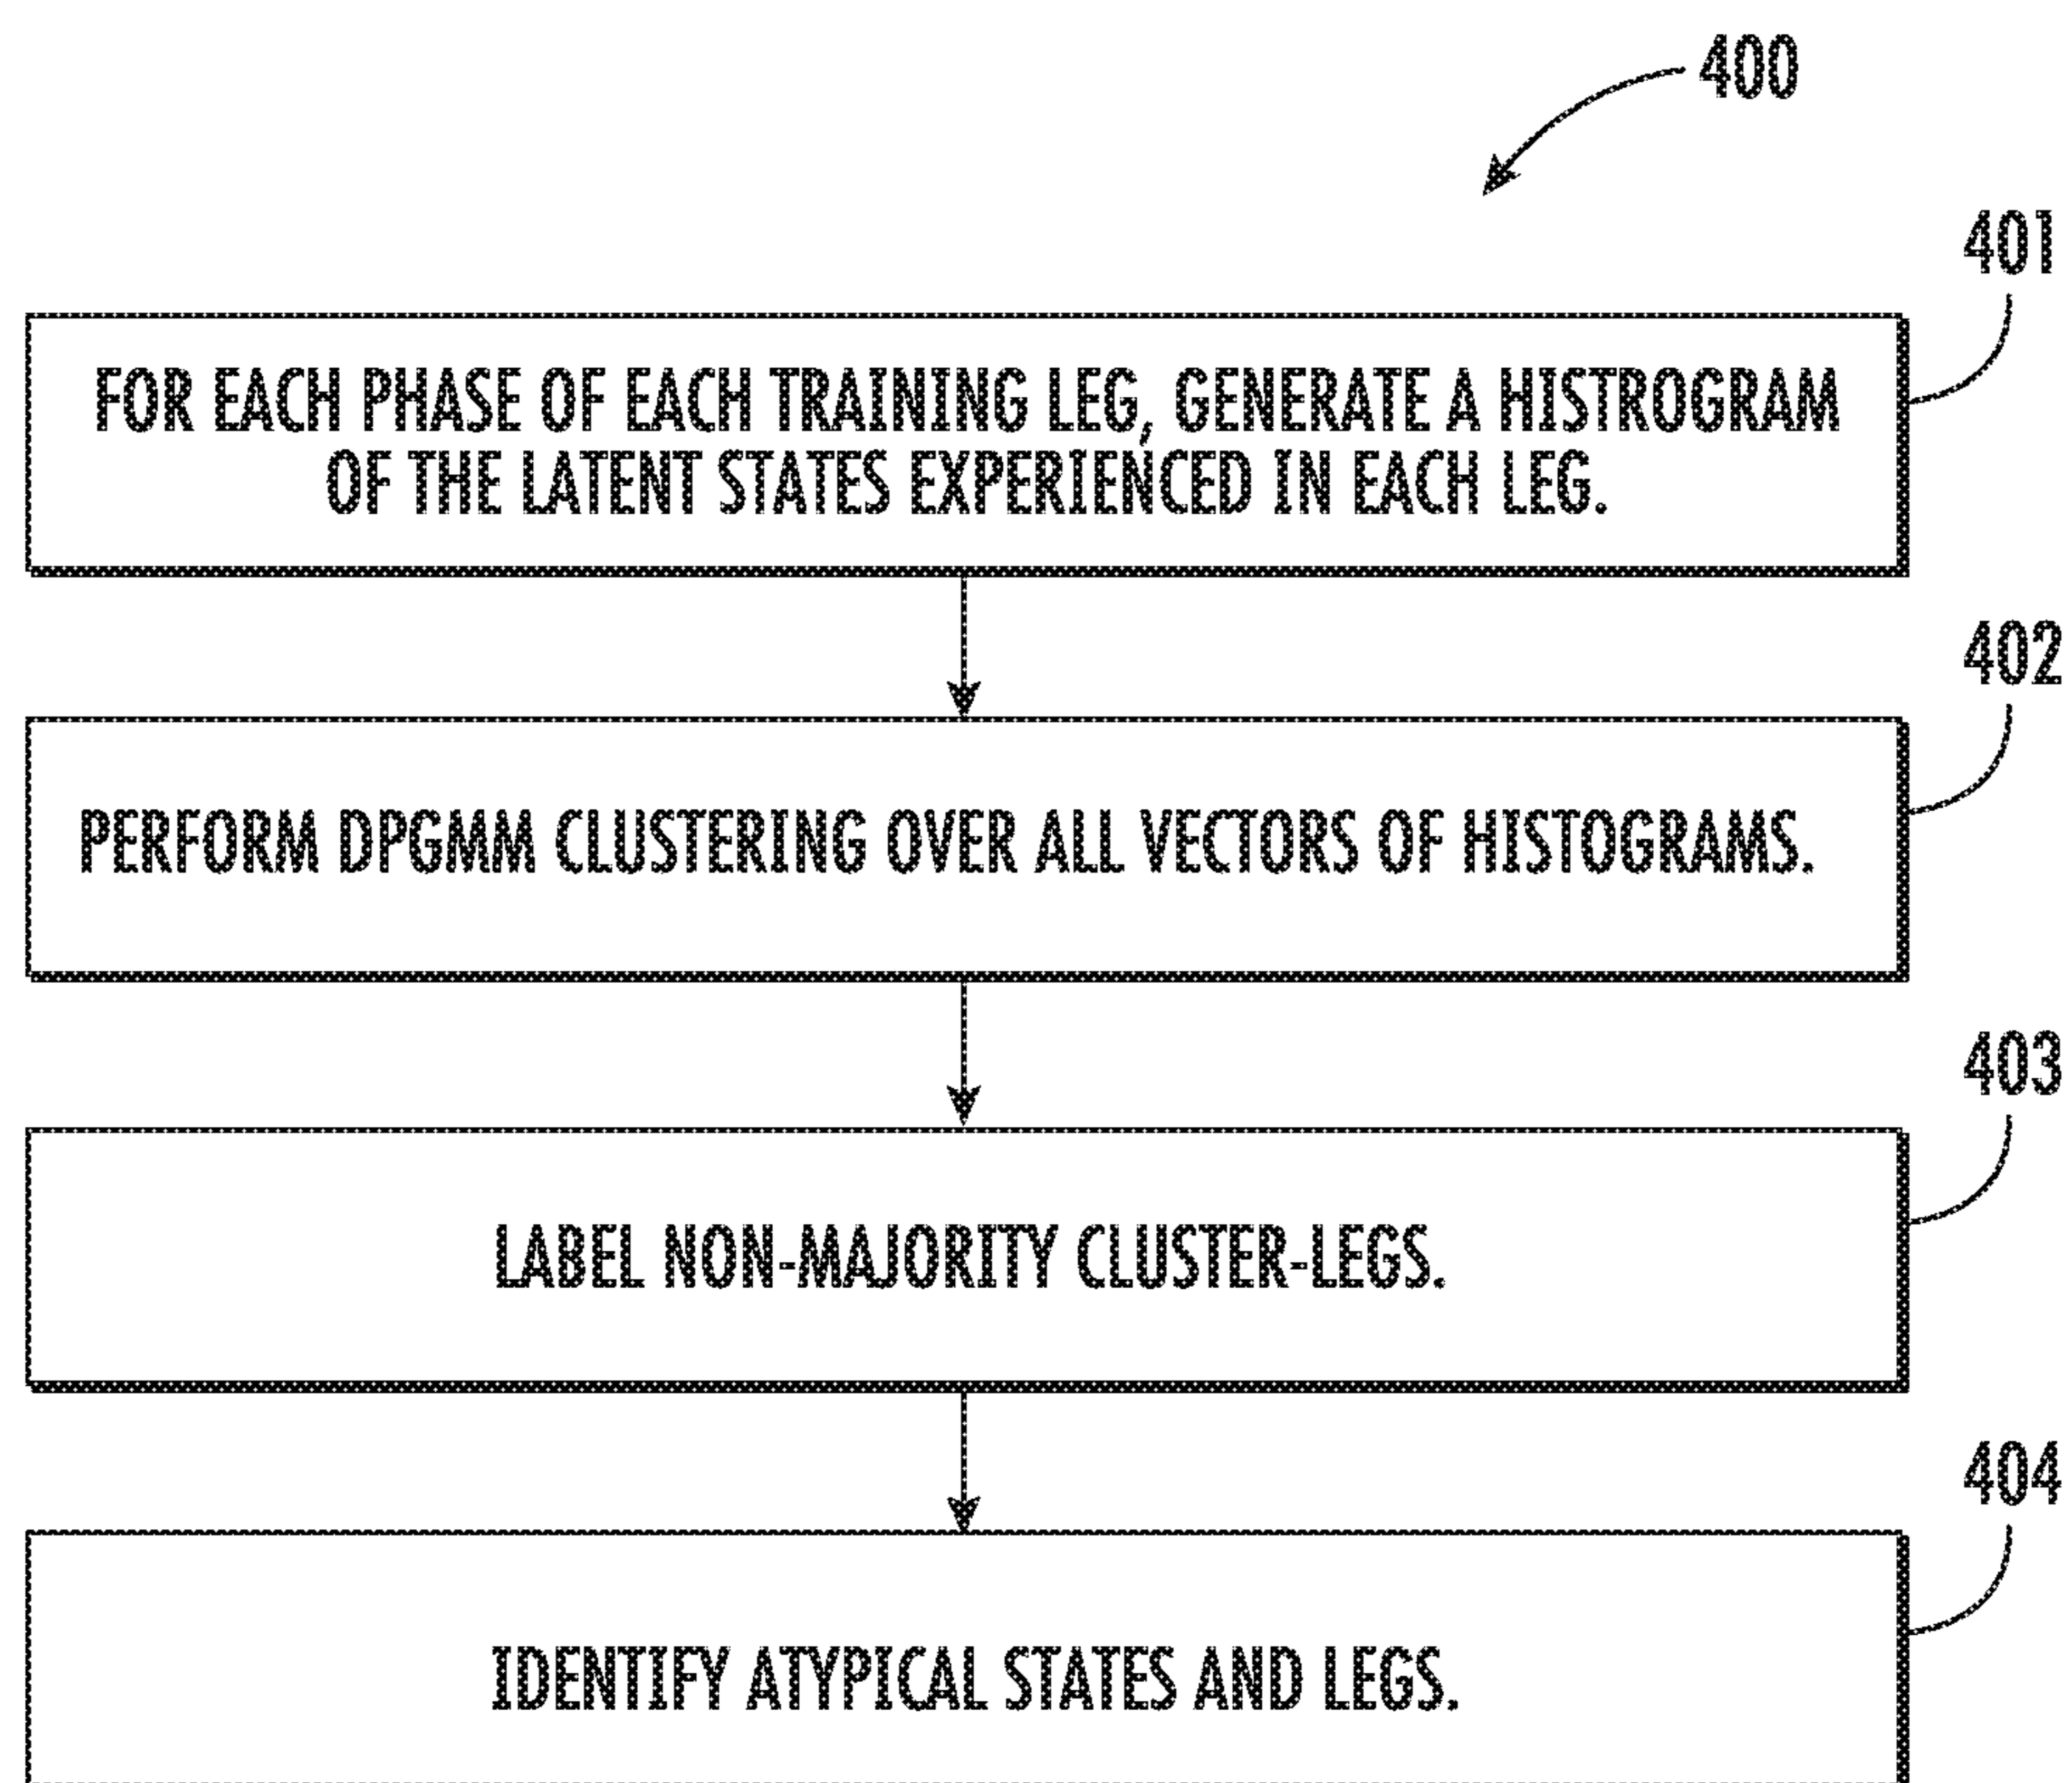 400
401
FOR EACH PHASE OF EACH TRAINING LEG, GENERATE A HISTROGRAM
OF THE LATENT STATES EXPERIENCED IN EACH LEG.
402
PERFORM DPGMM CLUSTERING OVER ALL VECTORS OF HISTOGRAMS.
403
LABEL NON-MAJORITY CLUSTER-LEGS.
404
IDENTIFY ATYPICAL STATES AND LEGS.